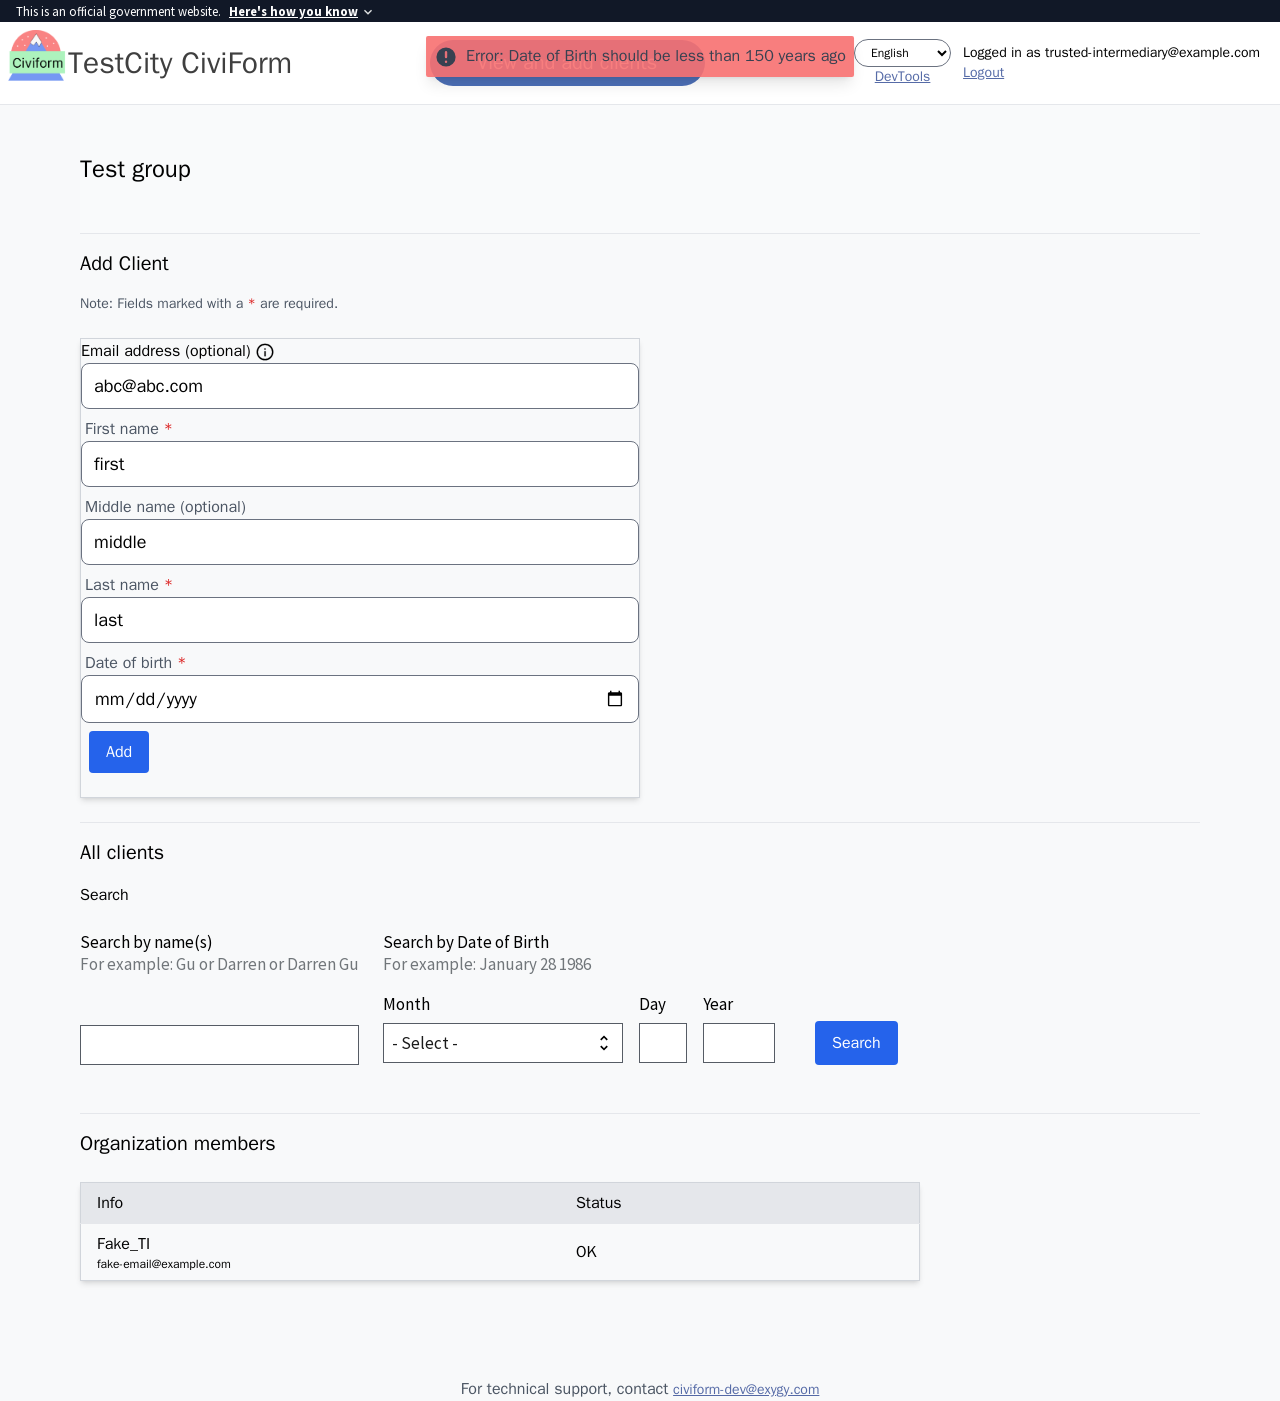 This is an official government website. Here's how you know
Civiform TestCity CiviForm
View and add clients
Error: Date of Birth should be less than 150 years ago
English
DevTools
Logged in as trusted-intermediary@example.com
Logout
Test group
Add Client
Note: Fields marked with a * are required.
Email address (optional)
abc@abc.com
First name *
first
Middle name (optional)
middle
Last name *
last
Date of birth *
mm/dd/yyyy
Add
All clients
Search
Search by name(s)
For example: Gu or Darren or Darren Gu
Search by Date of Birth
For example: January 28 1986
Month
Day
Year
- Select -
Search
Organization members
Info
Status
Fake_TI
fake-email@example.com
OK
For technical support, contact civiform-dev@exygy.com